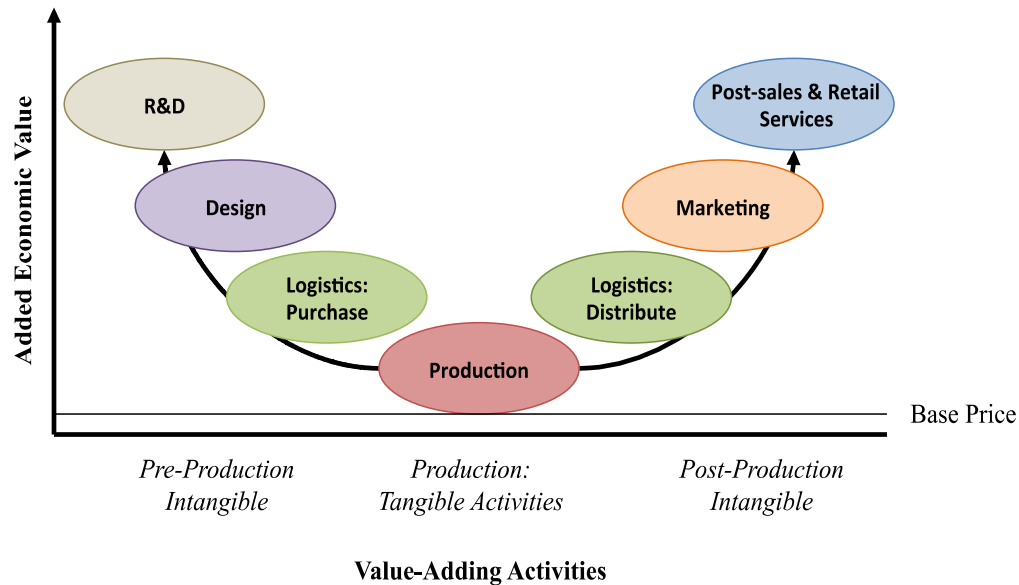 Added Economic Value
R&D
Post-sales & Retail
Services
Design
Marketing
Logistics:
Purchase
Logistics:
Distribute
Production
Base Price
Pre-Production
Intangible
Production:
Tangible Activities
Post-Production
Intangible
Value-Adding Activities